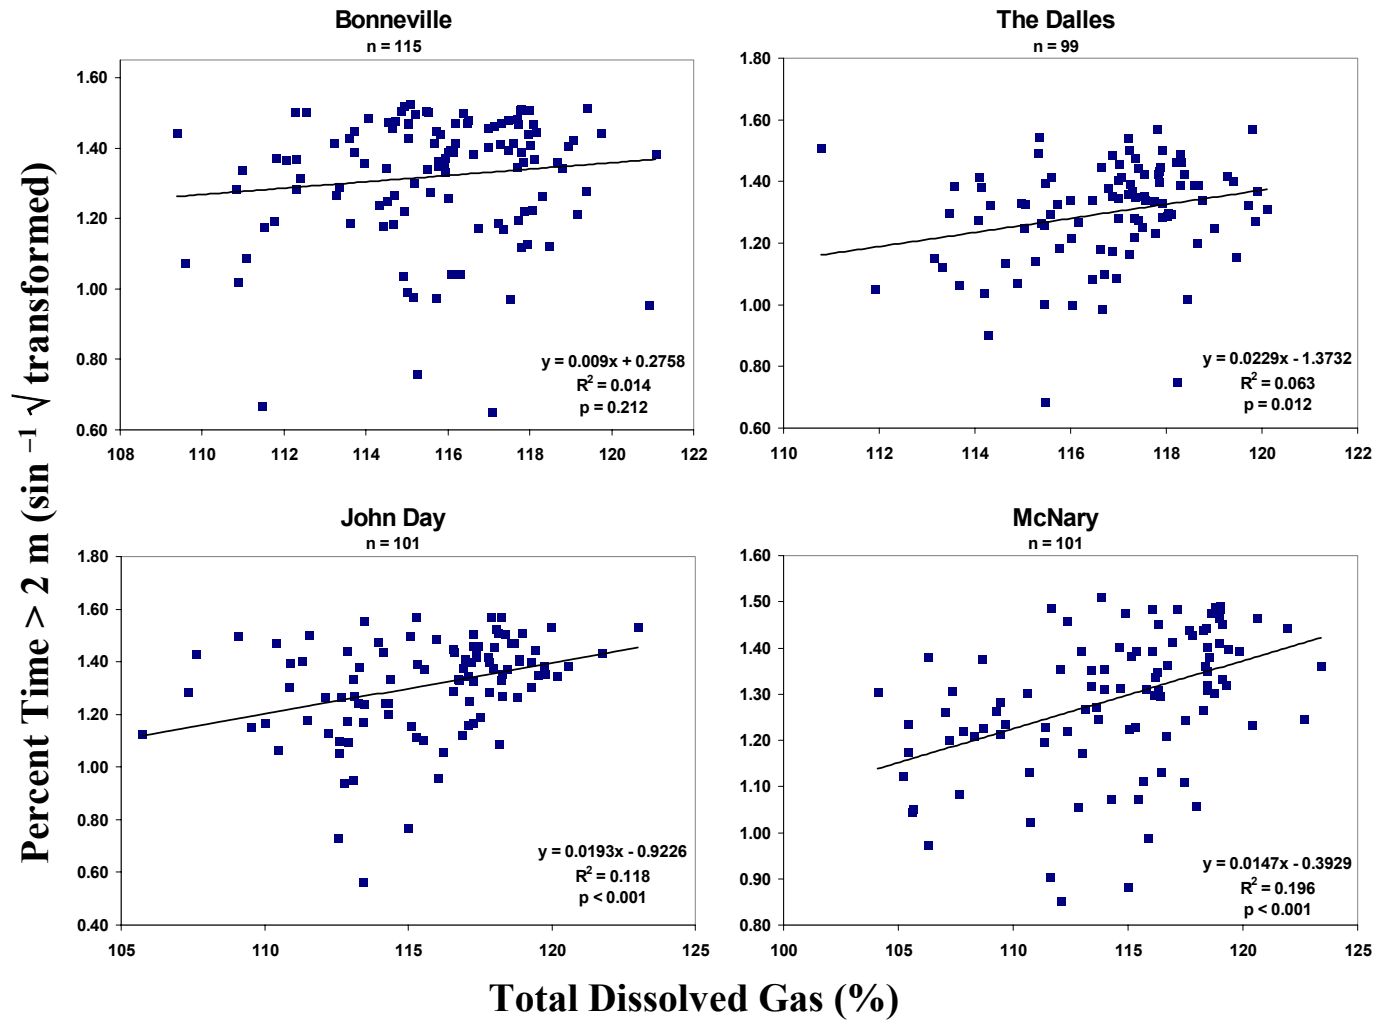 Percent Time > 2 m (sin ⁻¹ √ transformed)
Bonneville
n = 115
1.60
1.40
1.20
1.00
0.80
0.60
108 110 112 114 116 118 120 122
y = 0.009x + 0.2758
R² = 0.014
p = 0.212
The Dalles
n = 99
1.80
1.60
1.40
1.20
1.00
0.80
0.60
110 112 114 116 118 120 122
y = 0.0229x - 1.3732
R² = 0.063
p = 0.012
John Day
n = 101
1.80
1.60
1.40
1.20
1.00
0.80
0.60
0.40
105 110 115 120 125
y = 0.0193x - 0.9226
R² = 0.118
p < 0.001
McNary
n = 101
1.60
1.50
1.40
1.30
1.20
1.10
1.00
0.90
0.80
100 105 110 115 120 125
y = 0.0147x - 0.3929
R² = 0.196
p < 0.001
Total Dissolved Gas (%)